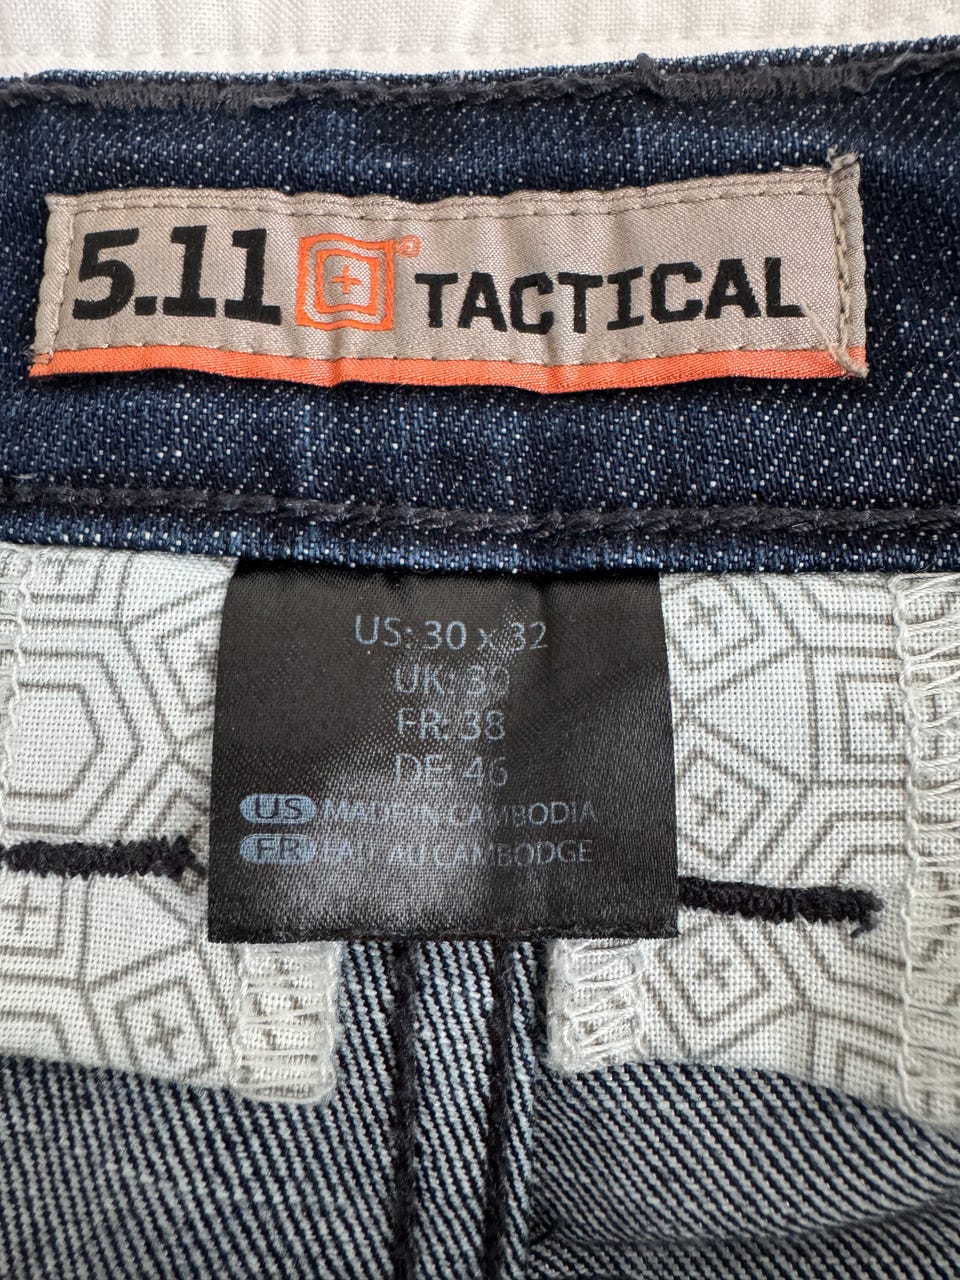 5.11 TACTICAL
US: 30 x 32
UK: 30
FR: 38
DE: 46
US MADE IN CAMBODIA
FR FAIT AU CAMBODGE